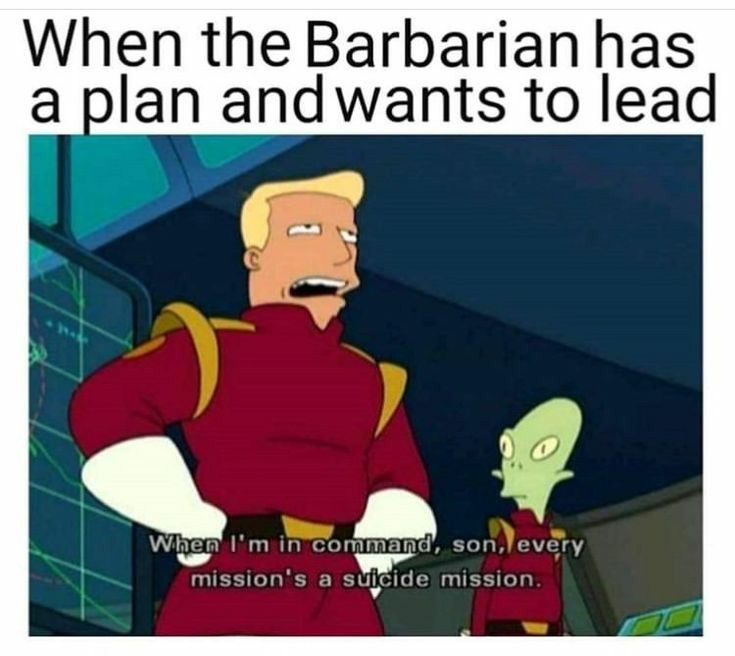 When the Barbarian has
a plan and wants to lead
When I'm in command, son, every
mission's a suicide mission.